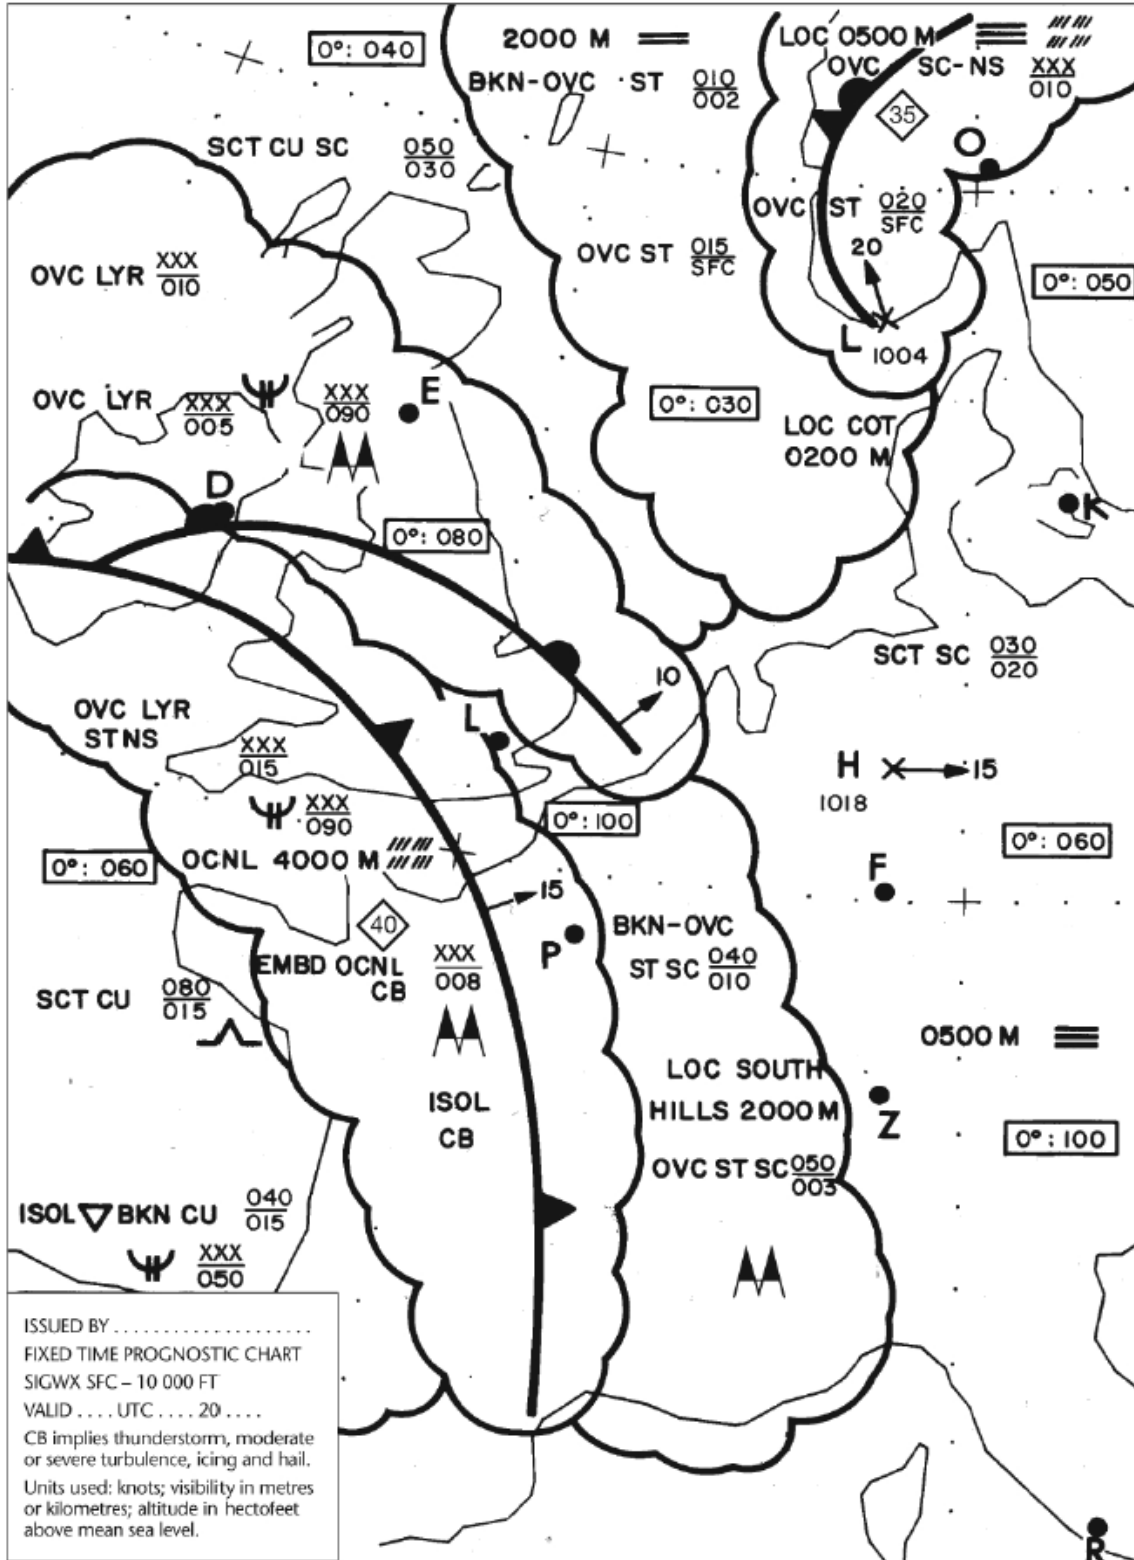 0°: 040
2000 M
LOC 0500 M
BKN-OVC ST 010
002
OVC SC-NS XXX
010
35
SCT CU SC 050
030
O
OVC ST 020
SFC
OVC LYR XXX
010
OVC ST 015
SFC
20
0°: 050
L 1004
OVC LYR XXX
005
XXX
090
E
0°: 030
LOC COT
0200 M
D
K
0°: 080
SCT SC 030
020
10
OVC LYR
STNS
XXX
015
L
H 15
1018
XXX
090
0°: 100
OCNL 4000 M
0°: 060
0°: 060
F
15
40
BKN-OVC
ST SC 040
010
P
EMBD OCNL
CB
XXX
008
SCT CU 080
015
0500 M
LOC SOUTH
HILLS 2000 M
Z
ISOL
CB
0°: 100
OVC ST SC 050
003
ISOL BKN CU 040
015
XXX
050
ISSUED BY ....................
FIXED TIME PROGNOSTIC CHART
SIGWX SFC – 10 000 FT
VALID .... UTC .... 20 ....
CB implies thunderstorm, moderate
or severe turbulence, icing and hail.
Units used: knots; visibility in metres
or kilometres; altitude in hectofeet
above mean sea level.
R